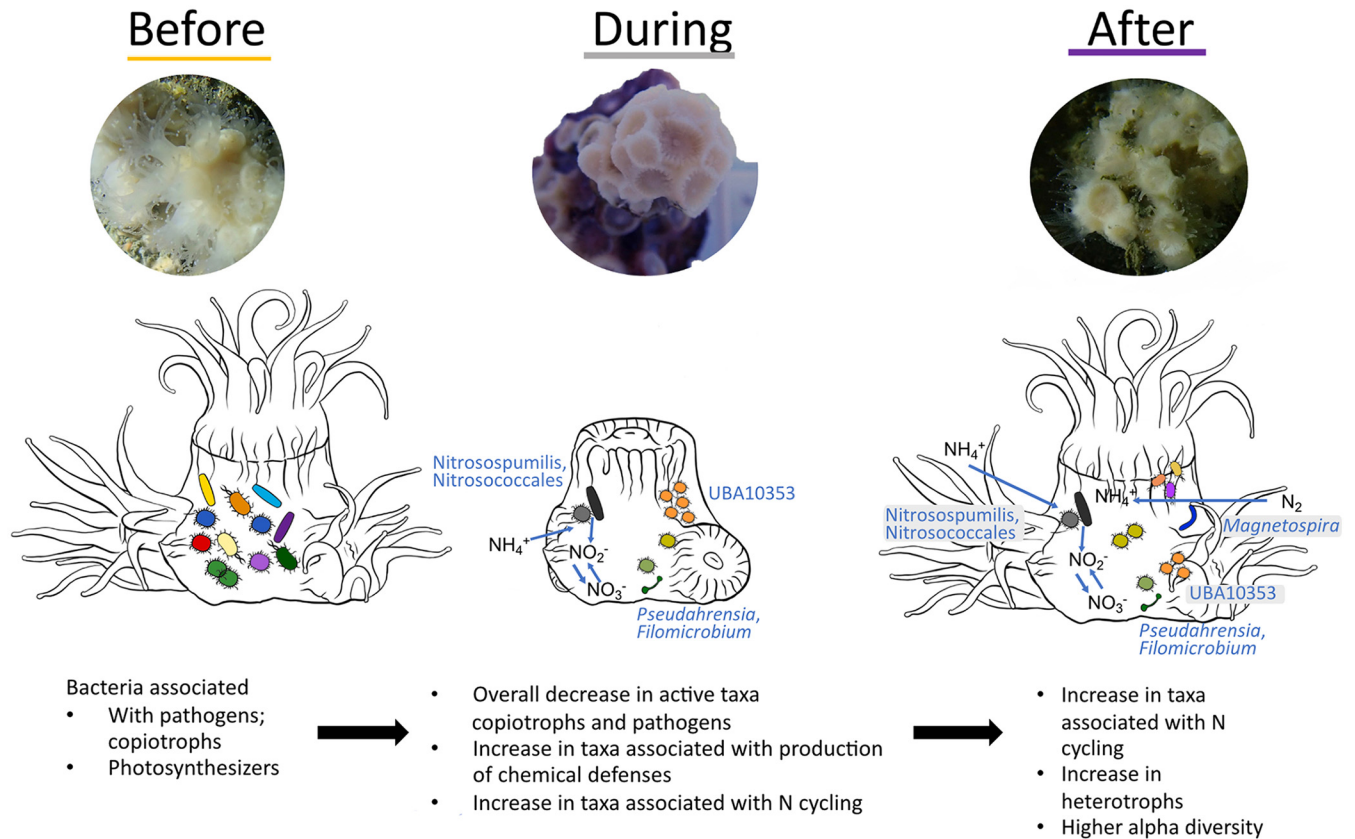 Before
During
After
Nitrosospumilis,
Nitrosococcales
UBA10353
NH₄⁺
NO₂⁻
NO₃⁻
Pseudahrensia,
Filomicrobium
NH₄⁺
NH₄⁺
N₂
Nitrosospumilis,
Nitrosococcales
Magnetospira
NO₂⁻
NO₃⁻
UBA10353
Pseudahrensia,
Filomicrobium
Bacteria associated
• With pathogens;
copiotrophs
• Photosynthesizers
• Overall decrease in active taxa
copiotrophs and pathogens
• Increase in taxa associated with production
of chemical defenses
• Increase in taxa associated with N cycling
• Increase in taxa
associated with N
cycling
• Increase in
heterotrophs
• Higher alpha diversity